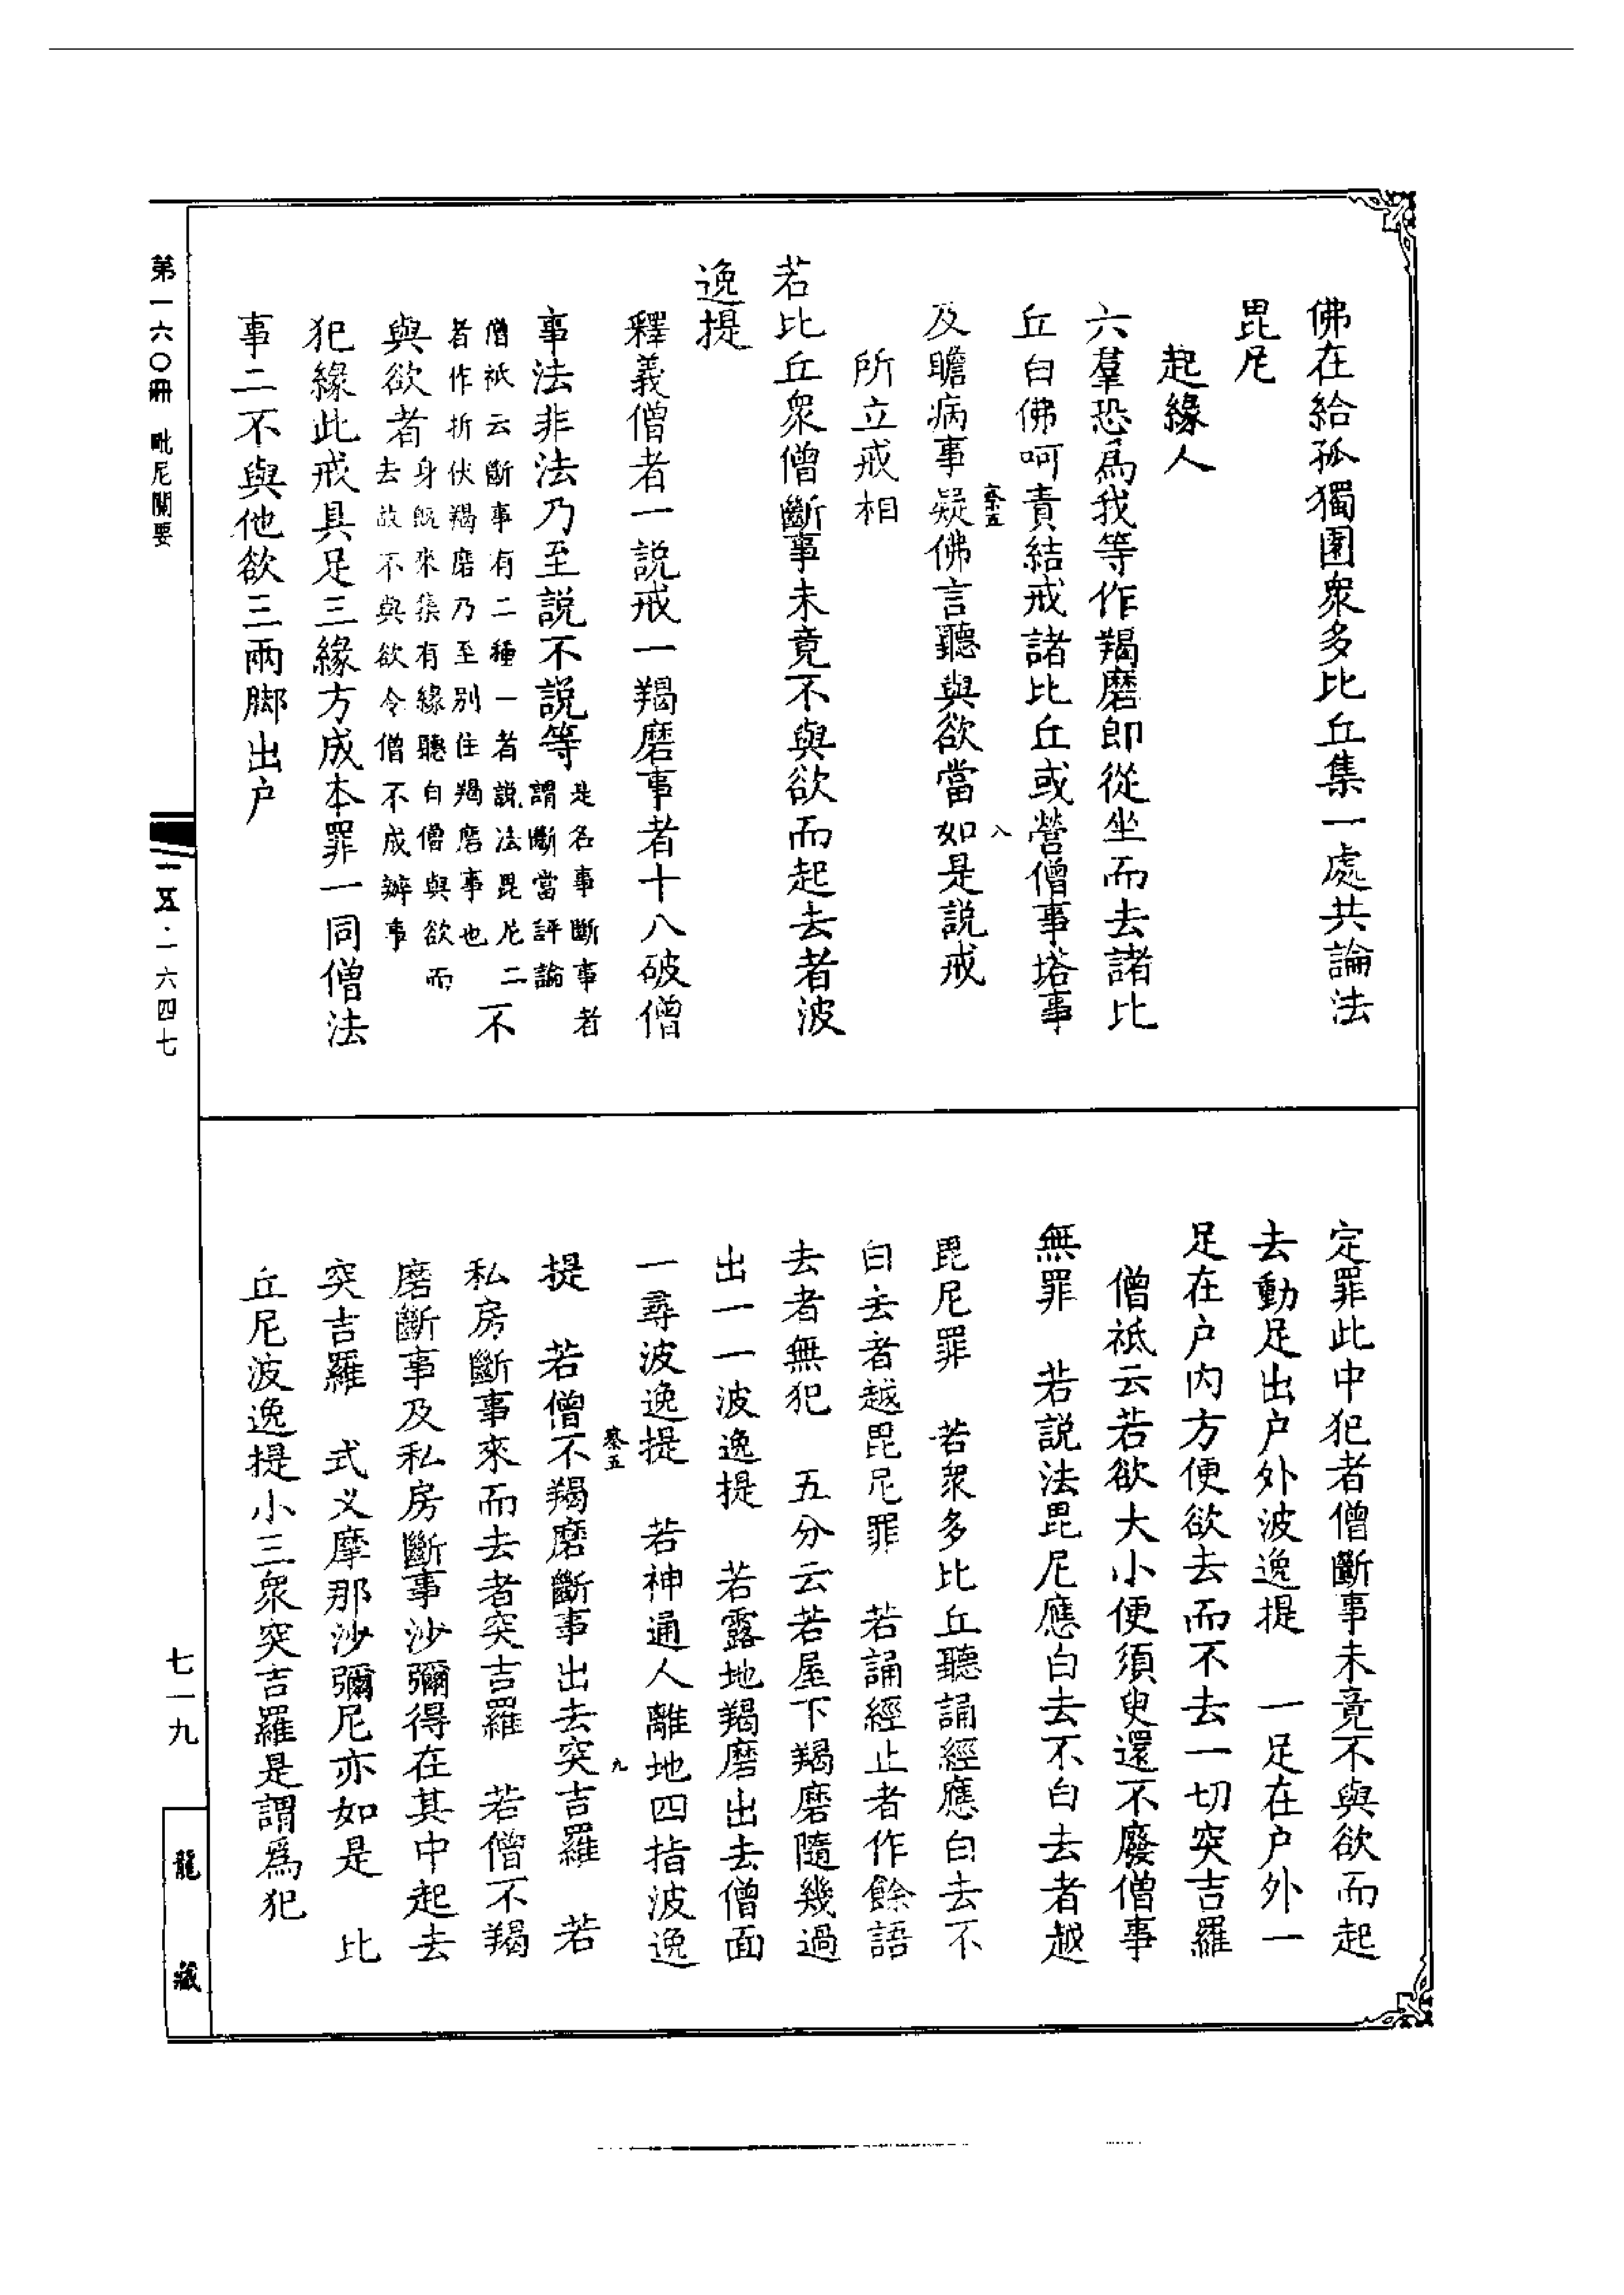 佛在給孤獨園衆多比丘集一處共論法
毘尼
起緣人
六羣恐爲我等作羯磨即從坐而去諸比
丘白佛呵責結戒諸比丘或營僧事塔事
及瞻病事疑佛言聽與欲當如是説戒
所立戒相
若比丘衆僧斷事未竟不與欲而起去者波
逸提
釋義僧者一説戒一羯磨事者十八破僧
事法非法乃至説不説等
是名事斷事者
謂斷當評論
不
僧祇云斷事有二種一者説法毘尼二
者作折伏羯磨乃至別住羯磨事也
與欲者
身既來集有緣聽白僧與欲而
去故不與欲令僧不成辦事
犯緣此戒具足三緣方成本罪一同僧法
事二不與他欲三兩脚出户
定罪此中犯者僧斷事未竟不與欲而起
去動足出户外波逸提　一足在户外一
足在户内方便欲去而不去一切突吉羅
僧祇云若欲大小便須臾還不廢僧事
無罪　若説法毘尼應白去不白去者越
毘尼罪　若衆多比丘聽誦經應白去不
白去者越毘尼罪　若誦經止者作餘語
去者無犯　五分云若屋下羯磨隨幾過
出一一波逸提　若露地羯磨出去僧面
一尋波逸提　若神通人離地四指波逸
提　若僧不羯磨斷事出去突吉羅　若
私房斷事來而去者突吉羅　若僧不羯
磨斷事及私房斷事沙彌得在其中起去
突吉羅　式叉摩那沙彌尼亦如是　比
丘尼波逸提小三衆突吉羅是謂爲犯
第一六〇冊　毗尼關要
一五·一六四七
七一九
龍藏
八
九